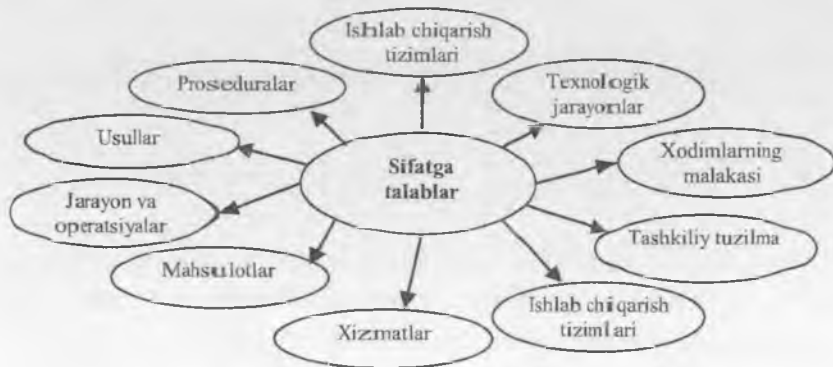 Ishlab chiqarish
tizimlari
Prosseduralar
Texnologik
jarayonlar
Usullar
Sifatga
talablar
Xodimlarning
malakasi
Jarayon va
operatsiyalar
Tashkiliy tuzilma
Mahsulotlar
Ishlab chiqarish
tizimlari
Xizmatlar